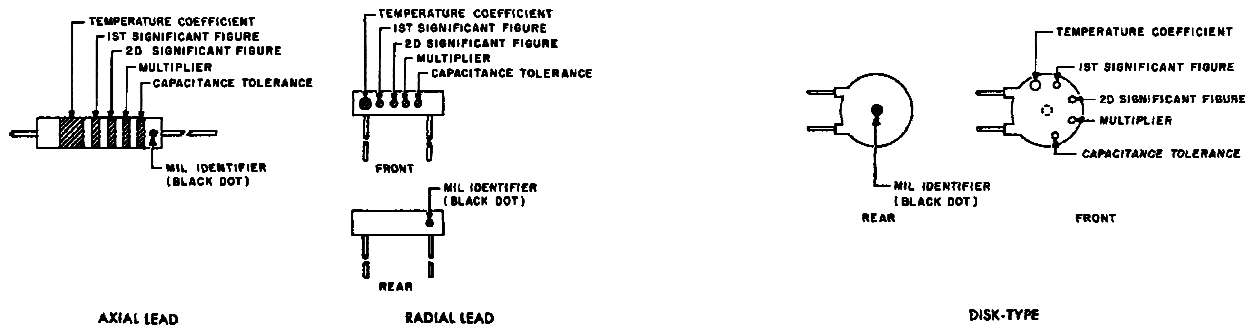 TEMPERATURE COEFFICIENT
1ST SIGNIFICANT FIGURE
2D SIGNIFICANT FIGURE
MULTIPLIER
CAPACITANCE TOLERANCE
MIL IDENTIFIER
(BLACK DOT)
AXIAL LEAD
TEMPERATURE COEFFICIENT
1ST SIGNIFICANT FIGURE
2D SIGNIFICANT FIGURE
MULTIPLIER
CAPACITANCE TOLERANCE
FRONT
MIL IDENTIFIER
(BLACK DOT)
REAR
RADIAL LEAD
MIL IDENTIFIER
(BLACK DOT)
REAR
TEMPERATURE COEFFICIENT
1ST SIGNIFICANT FIGURE
2D SIGNIFICANT FIGURE
MULTIPLIER
CAPACITANCE TOLERANCE
FRONT
DISK-TYPE